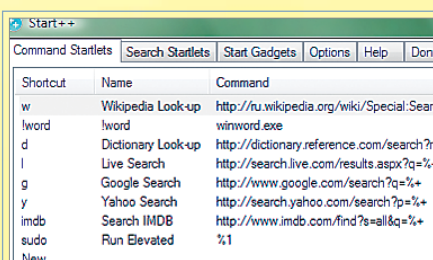 Start++
Command Startlets Search Startlets Start Gadgets Options Help Don
Shortcut Name Command
w Wikipedia Look-up http://ru.wikipedia.org/wiki/Special:Sear
!word !word winword.exe
d Dictionary Look-up http://dictionary.reference.com/search?r
l Live Search http://search.live.com/results.aspx?q=%+
g Google Search http://www.google.com/search?q=%+
y Yahoo Search http://search.yahoo.com/search?p=%+
imdb Search IMDB http://www.imdb.com/find?s=all&q=%+
sudo Run Elevated %1
New